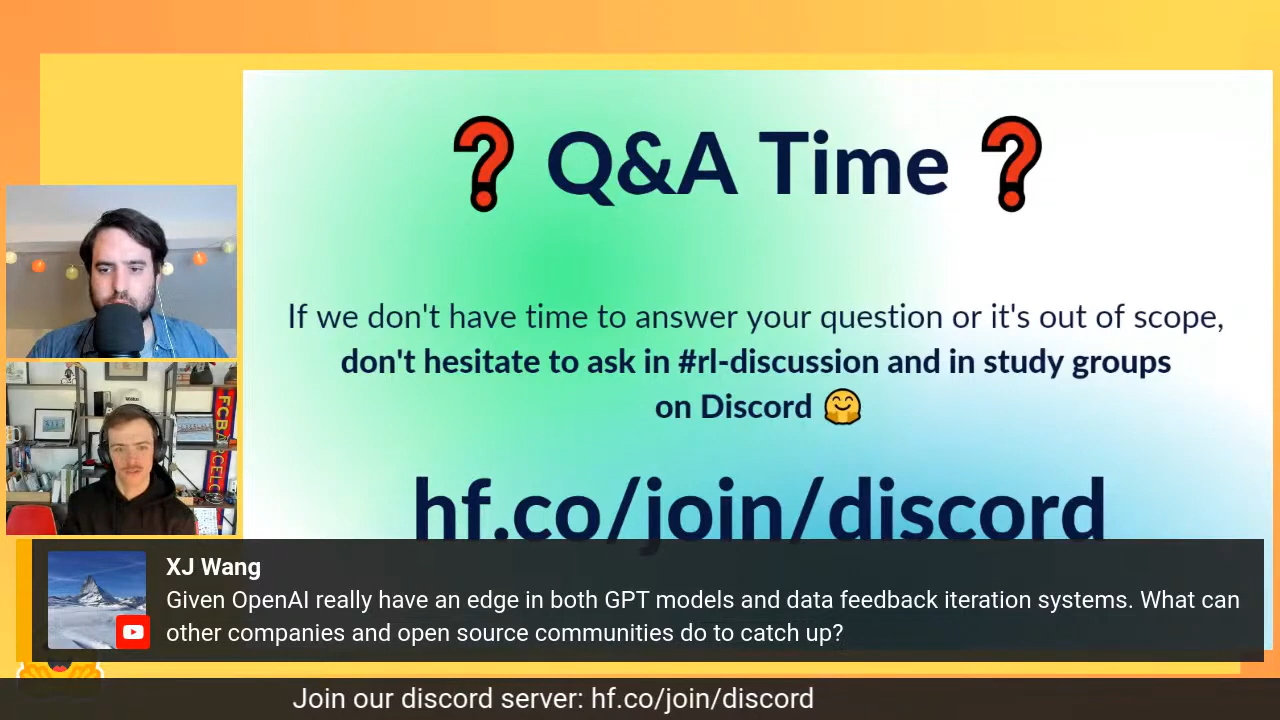 ❓ Q&A Time ❓
If we don't have time to answer your question or it's out of scope,
don't hesitate to ask in #rl-discussion and in study groups
on Discord 🤗
hf.co/join/discord
FCB
BARCEL
XJ Wang
Given OpenAI really have an edge in both GPT models and data feedback iteration systems. What can
other companies and open source communities do to catch up?
Join our discord server: hf.co/join/discord